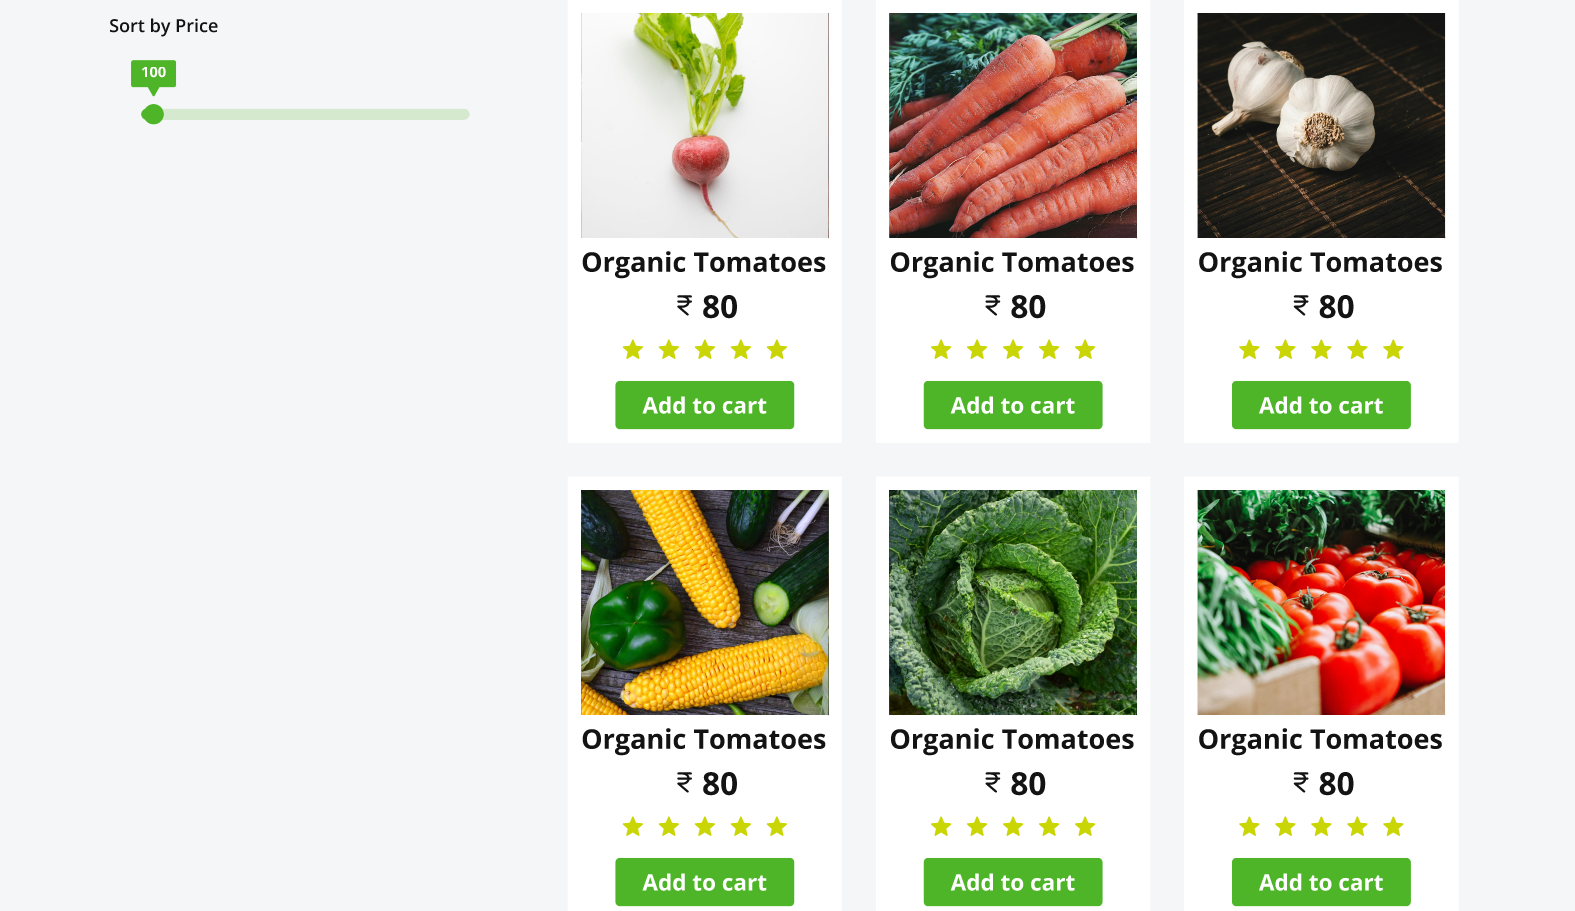 Sort by Price
100
Organic Tomatoes Organic Tomatoes Organic Tomatoes
₹ 80 ₹ 80 ₹ 80
Add to cart Add to cart Add to cart
Organic Tomatoes Organic Tomatoes Organic Tomatoes
₹ 80 ₹ 80 ₹ 80
Add to cart Add to cart Add to cart